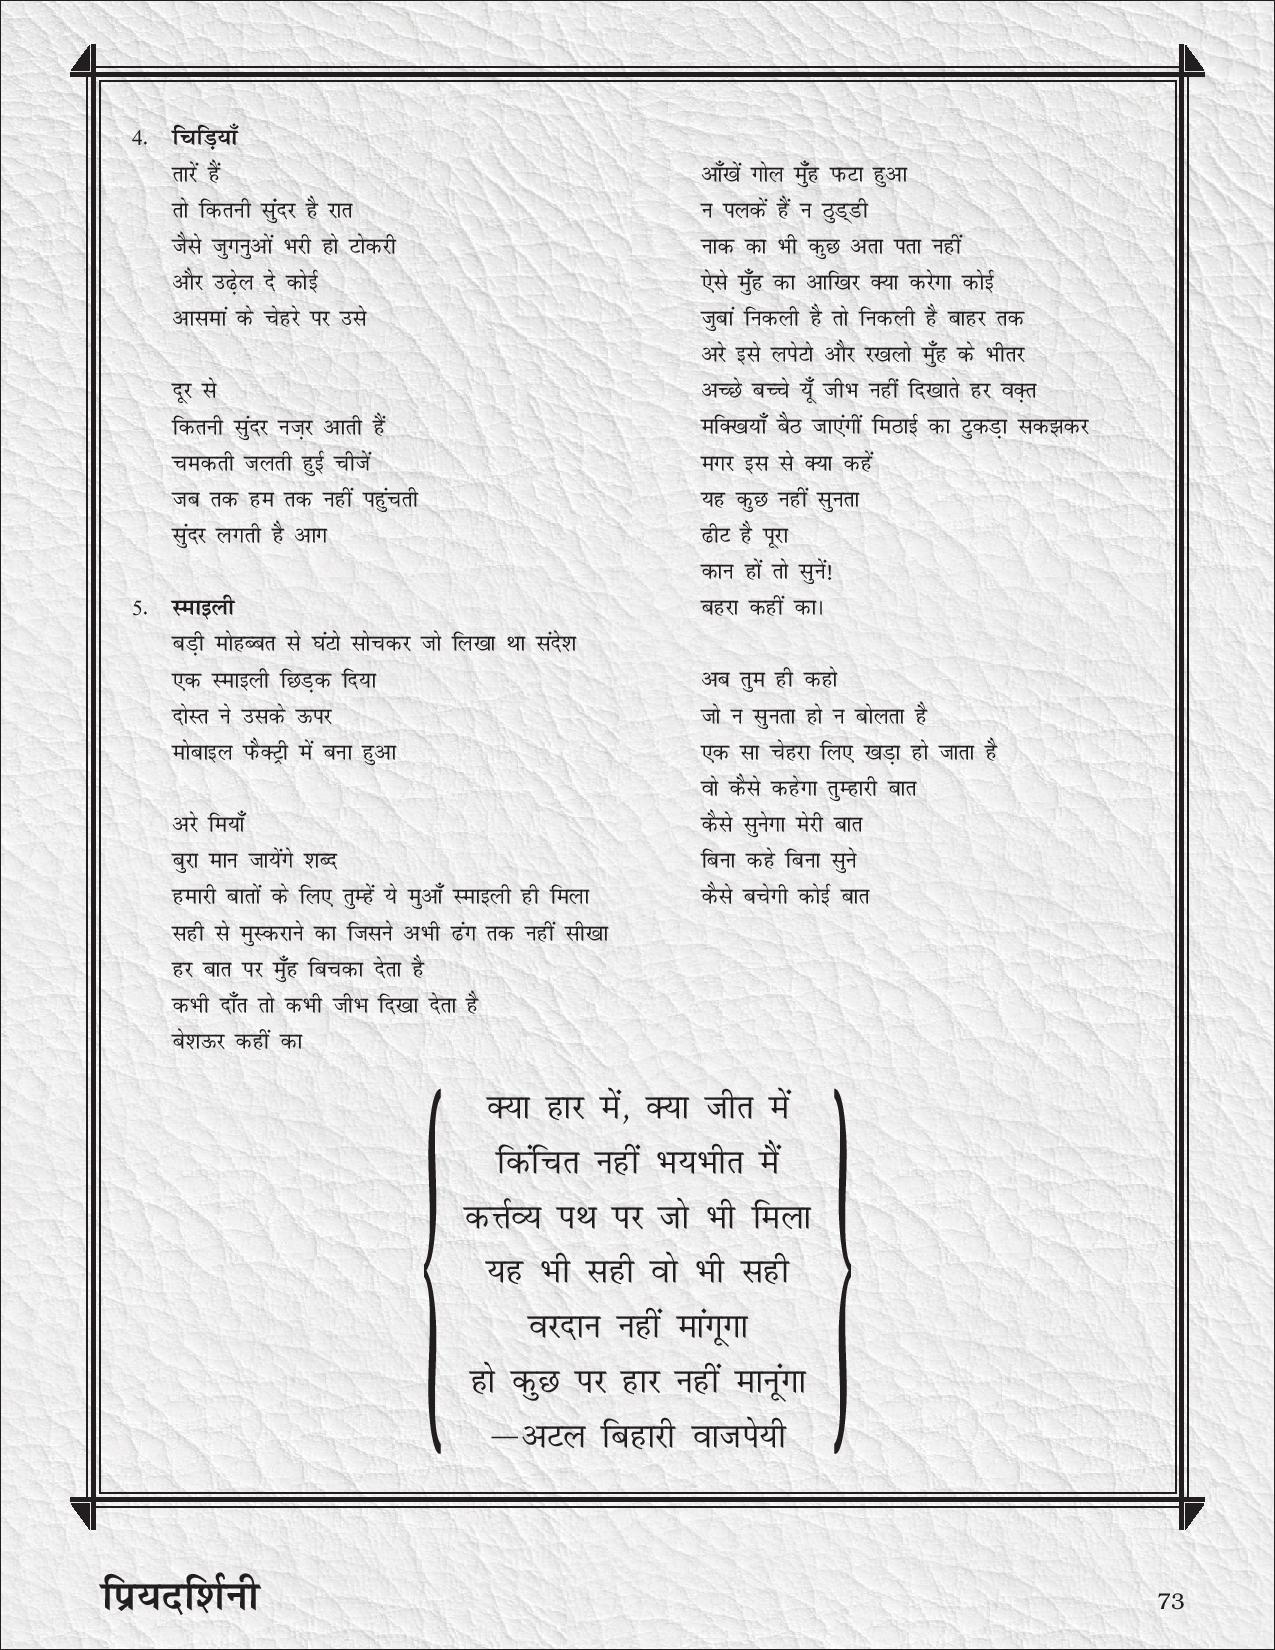 4. चिड़ियाँ
तारें हैं
तो कितनी सुंदर है रात
जैसे जुगनुओं भरी हो टोकरी
और उढ़ेल दे कोई
आसमां के चेहरे पर उसे
दूर से
कितनी सुंदर नज़र आती हैं
चमकती जलती हुई चीजें
जब तक हम तक नहीं पहुंचती
सुंदर लगती है आग
5. स्माइली
बड़ी मोहब्बत से घंटो सोचकर जो लिखा था संदेश
एक स्माइली छिड़क दिया
दोस्त ने उसके ऊपर
मोबाइल फैक्ट्री में बना हुआ
अरे मियाँ
बुरा मान जायेंगे शब्द
हमारी बातों के लिए तुम्हें ये मुआँ स्माइली ही मिला
सही से मुस्कराने का जिसने अभी ढंग तक नहीं सीखा
हर बात पर मुँह बिचका देता है
कभी दाँत तो कभी जीभ दिखा देता है
बेशऊर कहीं का
आँखें गोल मुँह फटा हुआ
न पलकें हैं न ठुड्डी
नाक का भी कुछ अता पता नहीं
ऐसे मुँह का आखिर क्या करेगा कोई
जुबां निकली है तो निकली है बाहर तक
अरे इसे लपेटो और रखलो मुँह के भीतर
अच्छे बच्चे यूँ जीभ नहीं दिखाते हर वक़्त
मक्खियाँ बैठ जाएंगीं मिठाई का टुकड़ा सकझकर
मगर इस से क्या कहें
यह कुछ नहीं सुनता
ढीट है पूरा
कान हों तो सुनें!
बहरा कहीं का।
अब तुम ही कहो
जो न सुनता हो न बोलता है
एक सा चेहरा लिए खड़ा हो जाता है
वो कैसे कहेगा तुम्हारी बात
कैसे सुनेगा मेरी बात
बिना कहे बिना सुने
कैसे बचेगी कोई बात
क्या हार में, क्या जीत में
किंचित नहीं भयभीत मैं
कर्त्तव्य पथ पर जो भी मिला
यह भी सही वो भी सही
वरदान नहीं मांगूगा
हो कुछ पर हार नहीं मानूंगा
—अटल बिहारी वाजपेयी
प्रियदर्शिनी
73